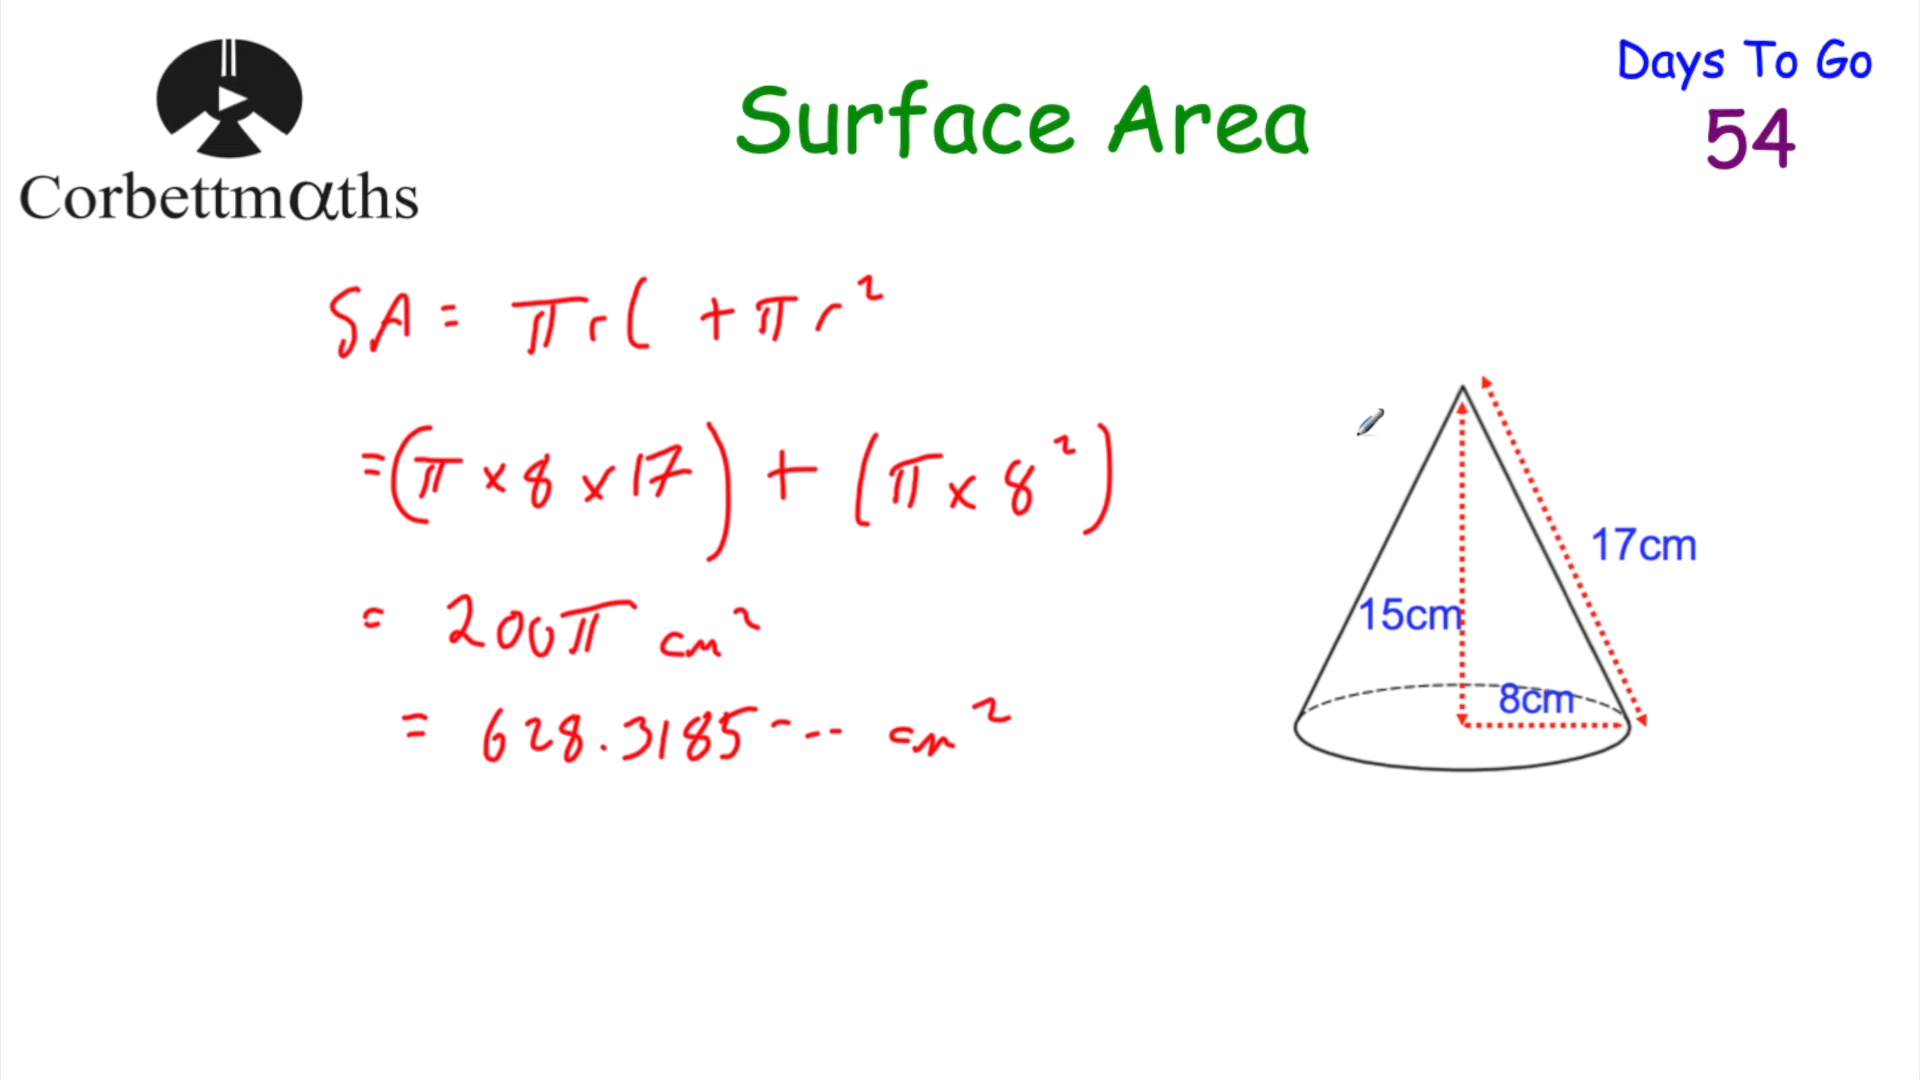 Corbettmαths
Surface Area
Days To Go
54
SA = πrl + πr²
= (π × 8 × 17) + (π × 8²)
= 200π cm²
= 628.3185... cm²
17cm
15cm
8cm